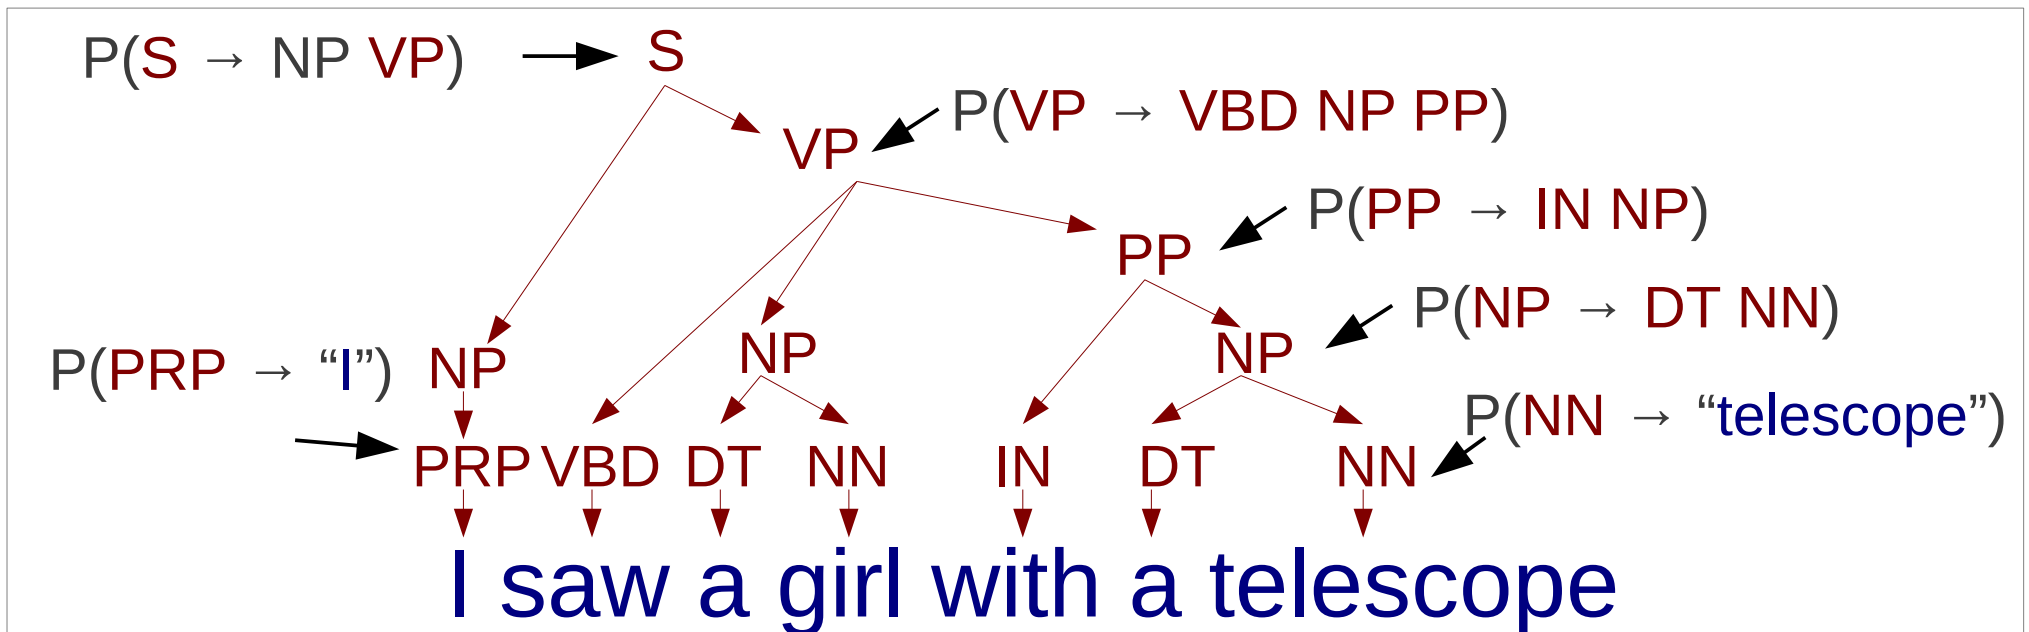 P(S → NP VP) S
VP P(VP → VBD NP PP)
PP P(PP → IN NP)
P(PRP → “I”) NP NP NP P(NP → DT NN)
PRP VBD DT NN IN DT NN P(NN → “telescope”)
I saw a girl with a telescope